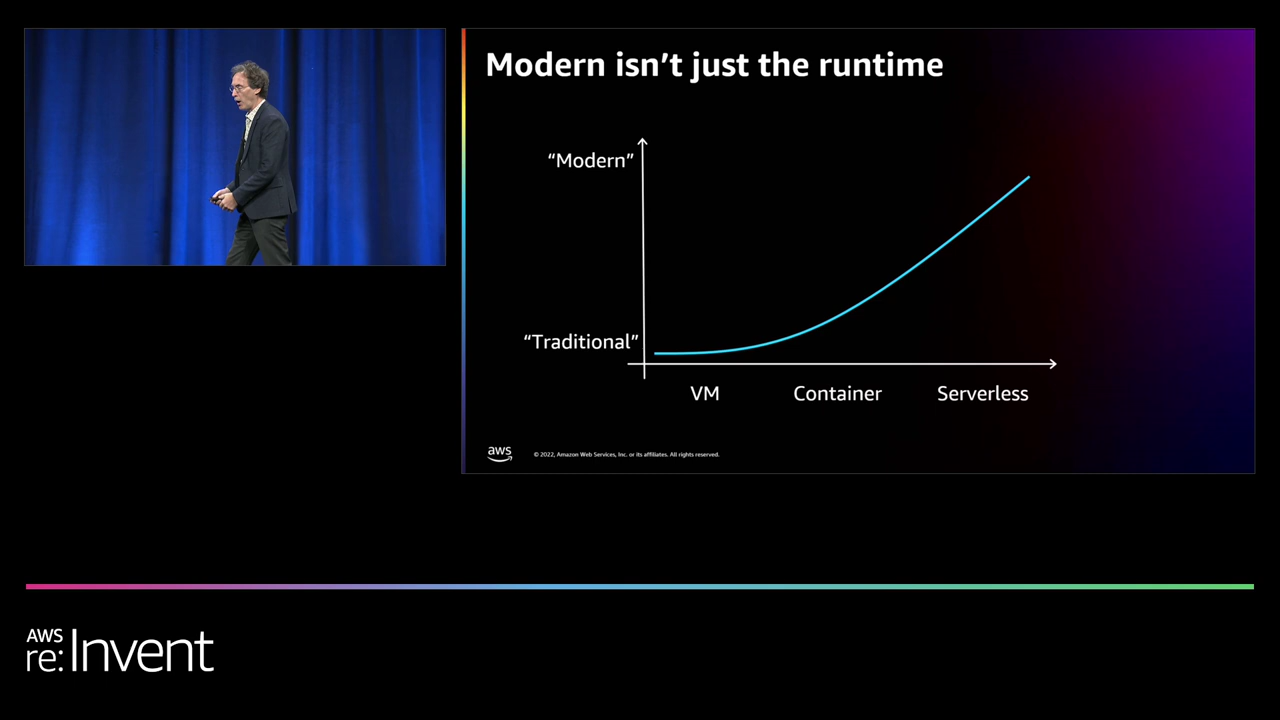 Modern isn't just the runtime
“Modern”
“Traditional”
VM Container Serverless
aws
© 2022, Amazon Web Services, Inc. or its affiliates. All rights reserved.
AWS
re:Invent